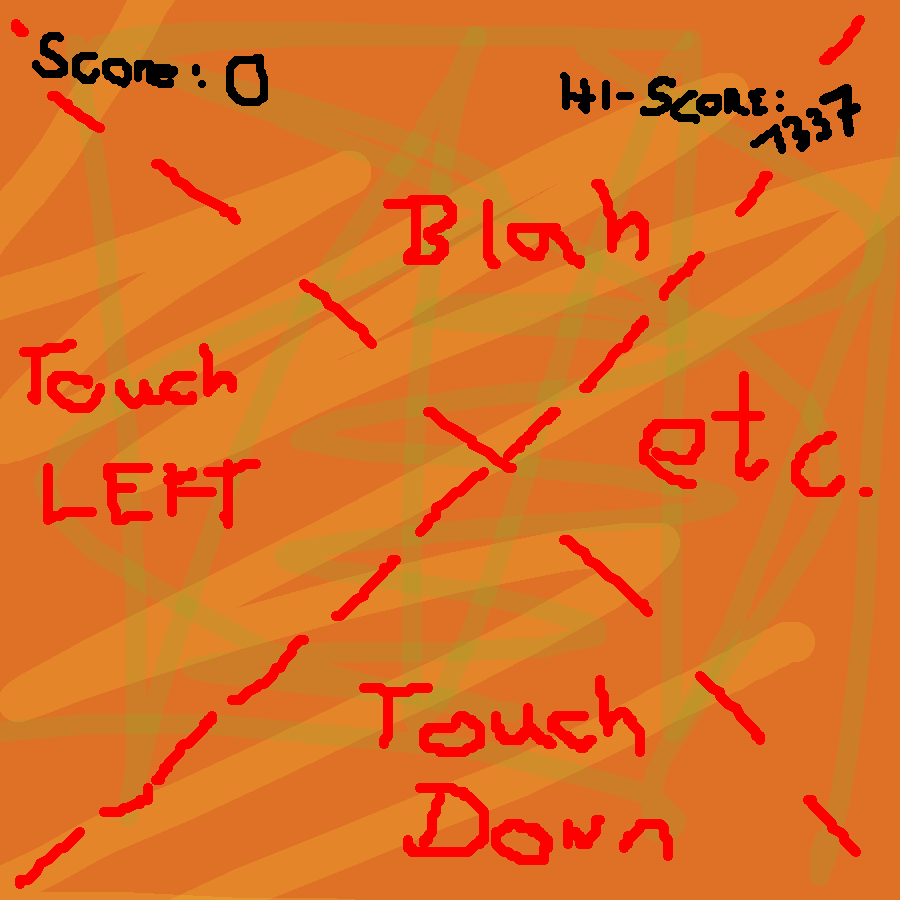 Score: 0
HI-SCORE:
1337
Blah
Touch
LEFT
etc.
Touch
Down